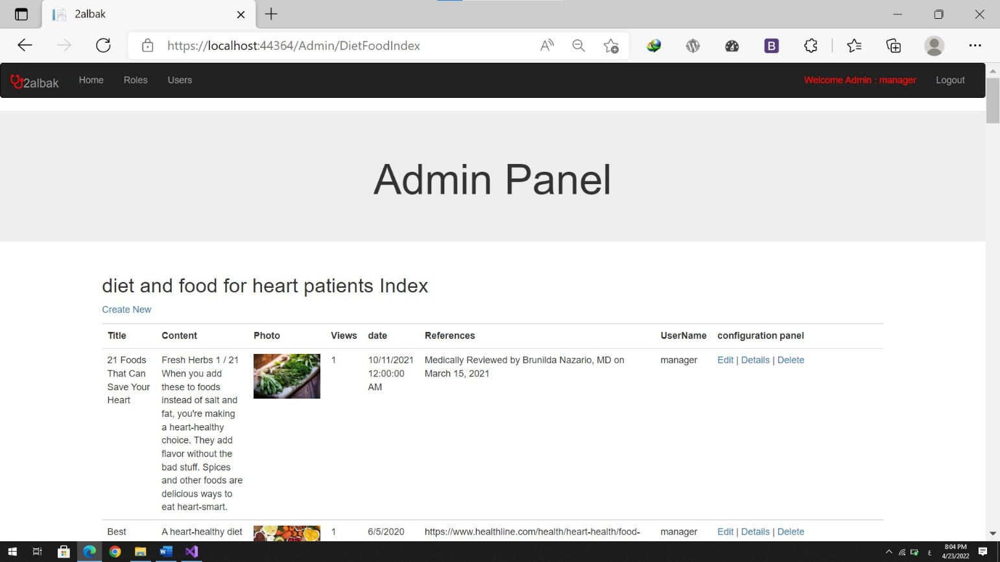 2albak
https://localhost:44364/Admin/DietFoodIndex
2albak Home Roles Users Welcome Admin : manager Logout
Admin Panel
diet and food for heart patients Index
Create New
Title Content Photo Views date References UserName configuration panel
21 Foods That Can Save Your Heart
Fresh Herbs 1 / 21
When you add
these to foods
instead of salt and
fat, you're making
a heart-healthy
choice. They add
flavor without the
bad stuff. Spices
and other foods are
delicious ways to
eat heart-smart.
1
10/11/2021
12:00:00
AM
Medically Reviewed by Brunilda Nazario, MD on
March 15, 2021
manager
Edit | Details | Delete
Best A heart-healthy diet 1 6/5/2020 https://www.healthline.com/health/heart-health/food- manager Edit | Details | Delete
ع
8:04 PM
4/23/2022